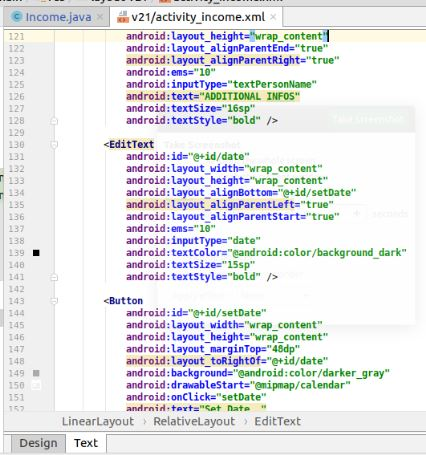 Income.java × v21/activity_income.xml ×
121 android:layout_height="wrap_content"
122 android:layout_alignParentEnd="true"
123 android:layout_alignParentRight="true"
124 android:ems="10"
125 android:inputType="textPersonName"
126 android:text="ADDITIONAL INFOS"
127 android:textSize="16sp"
128 android:textStyle="bold" />
129
130 <EditText
131 android:id="@+id/date"
132 android:layout_width="wrap_content"
133 android:layout_height="wrap_content"
134 android:layout_alignBottom="@+id/setDate"
135 android:layout_alignParentLeft="true"
136 android:layout_alignParentStart="true"
137 android:ems="10"
138 android:inputType="date"
139 android:textColor="@android:color/background_dark"
140 android:textSize="15sp"
141 android:textStyle="bold" />
142
143 <Button
144 android:id="@+id/setDate"
145 android:layout_width="wrap_content"
146 android:layout_height="wrap_content"
147 android:layout_marginTop="48dp"
148 android:layout_toRightOf="@+id/date"
149 android:background="@android:color/darker_gray"
150 android:drawableStart="@mipmap/calendar"
151 android:onClick="setDate"
152 android:text="Set Date
Take Screenshot
Take Screenshot
seconds
LinearLayout › RelativeLayout › EditText
Design Text